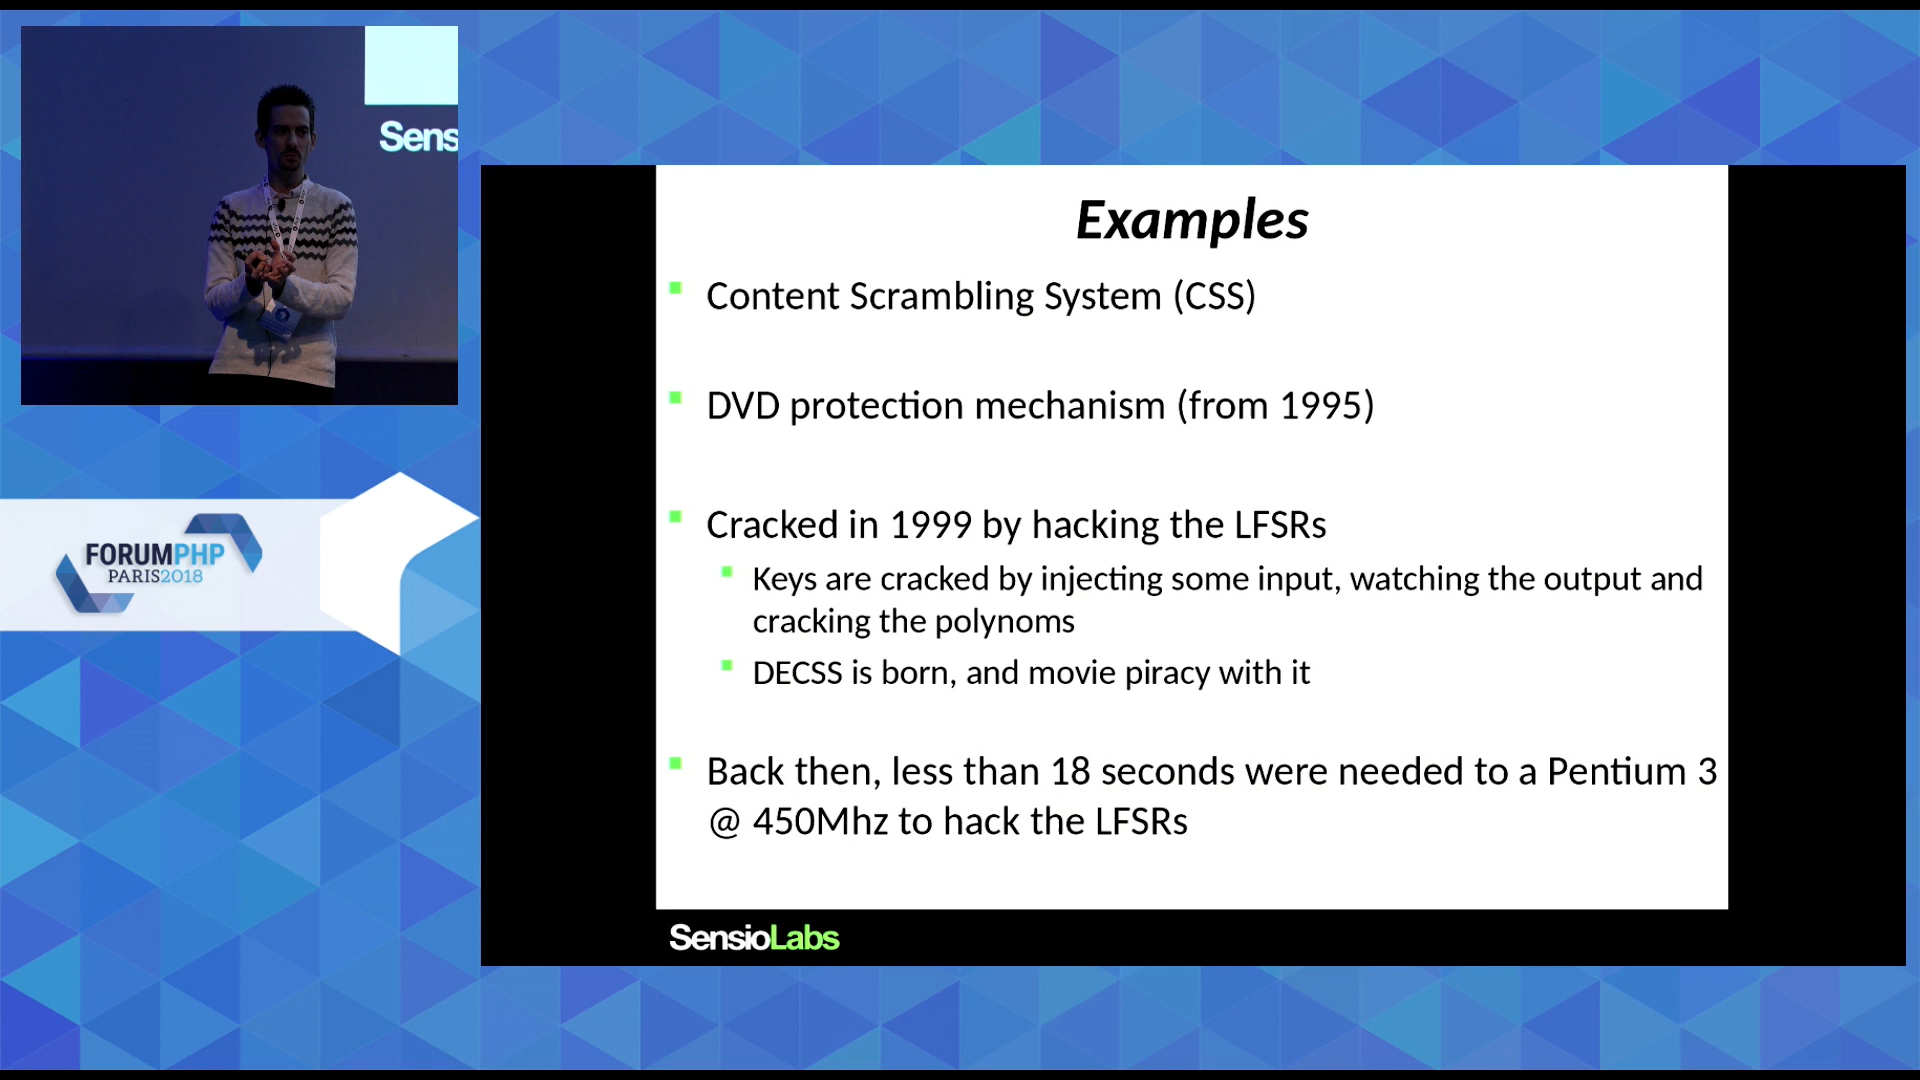 Sens
Examples
Content Scrambling System (CSS)
DVD protection mechanism (from 1995)
Cracked in 1999 by hacking the LFSRs
Keys are cracked by injecting some input, watching the output and
cracking the polynoms
DECSS is born, and movie piracy with it
Back then, less than 18 seconds were needed to a Pentium 3
@ 450Mhz to hack the LFSRs
FORUMPHP
PARIS2018
SensioLabs